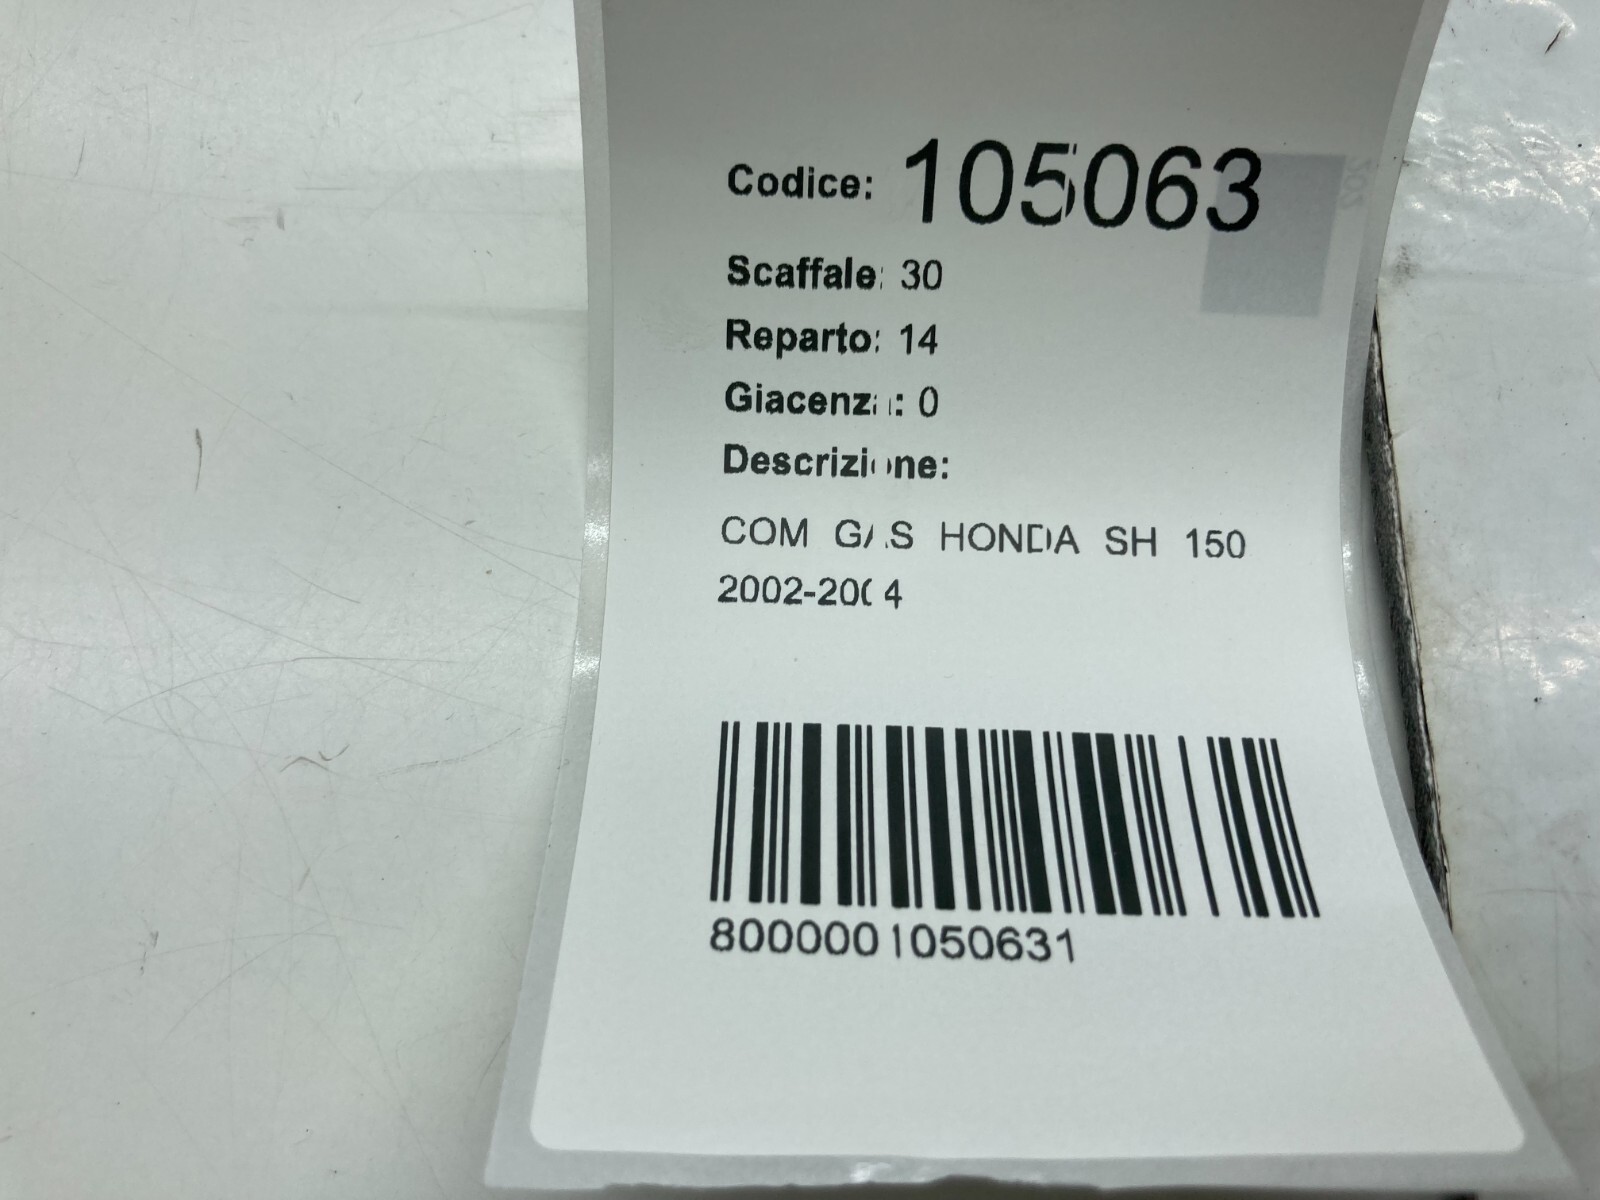 Codice: 105063
Scaffale: 30
Reparto: 14
Giacenza: 0
Descrizione:
COM GAS HONDA SH 150
2002-2004
8000001050631